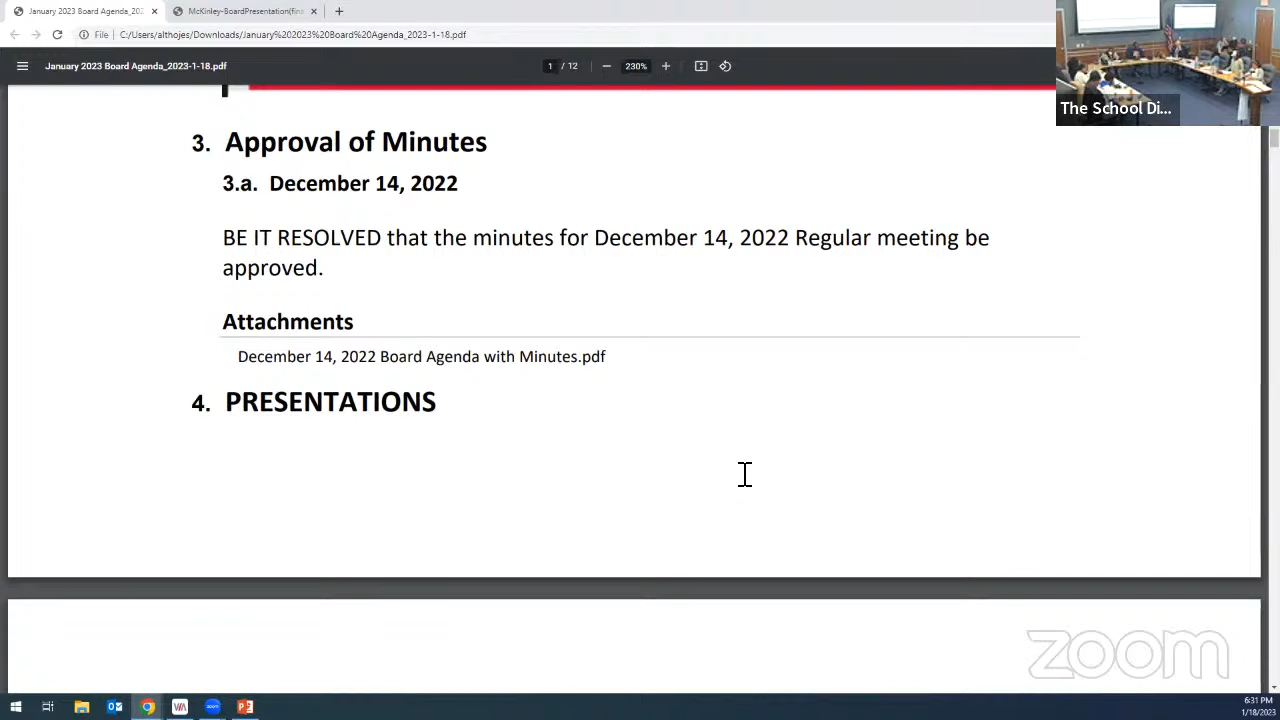 January 2023 Board Agenda_202
McKinley-BoardPresentation(fina
File
C:/Users/althojes/Downloads/January%202023%20Board%20Agenda_2023-1-18.pdf
January 2023 Board Agenda_2023-1-18.pdf
1 / 12
230%
The School Di...
3. Approval of Minutes
3.a. December 14, 2022
BE IT RESOLVED that the minutes for December 14, 2022 Regular meeting be
approved.
Attachments
December 14, 2022 Board Agenda with Minutes.pdf
4. PRESENTATIONS
zoom
6:31 PM
1/18/2023